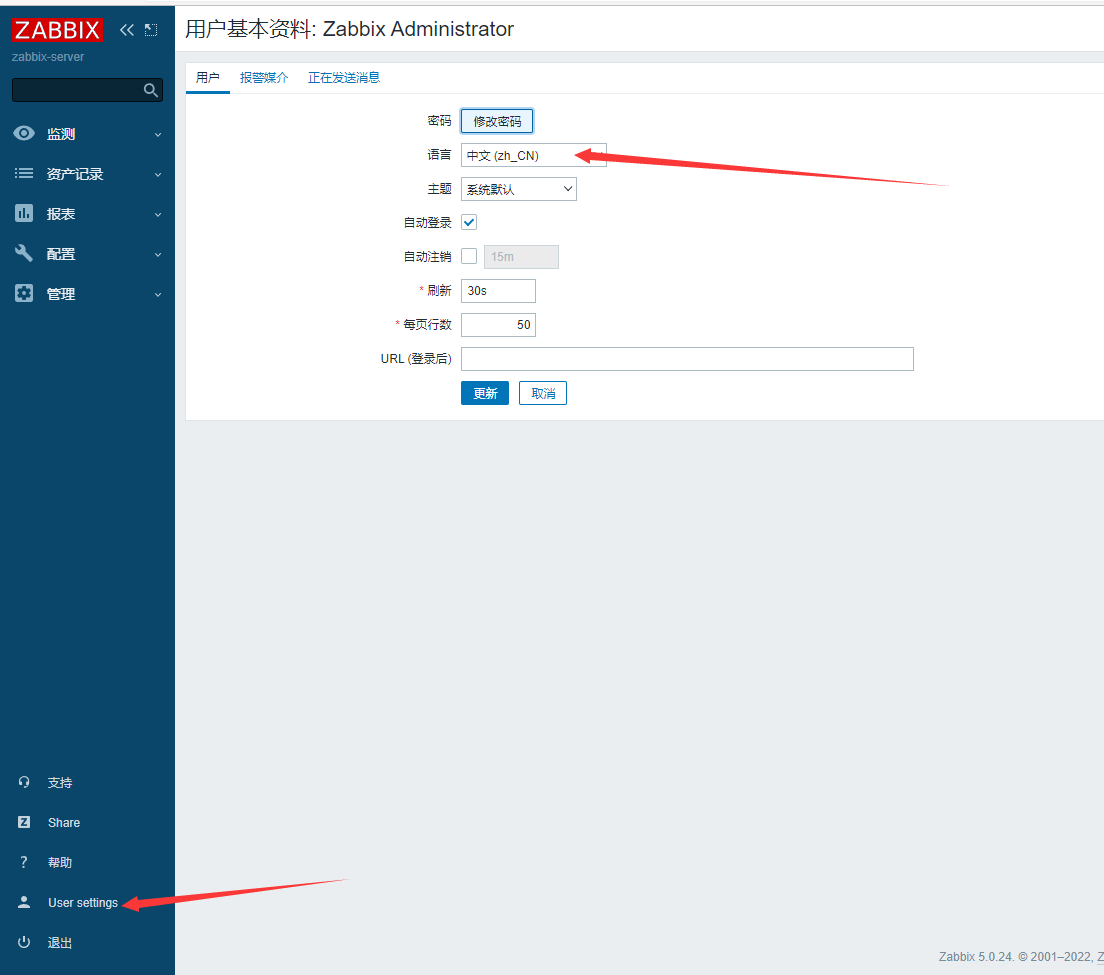 ZABBIX
zabbix-server
监测
资产记录
报表
配置
管理
支持
Share
帮助
User settings
退出
用户基本资料: Zabbix Administrator
用户 报警媒介 正在发送消息
密码 修改密码
语言 中文 (zh_CN)
主题 系统默认
自动登录
自动注销 15m
* 刷新 30s
* 每页行数 50
URL (登录后)
更新 取消
Zabbix 5.0.24. © 2001–2022, Z